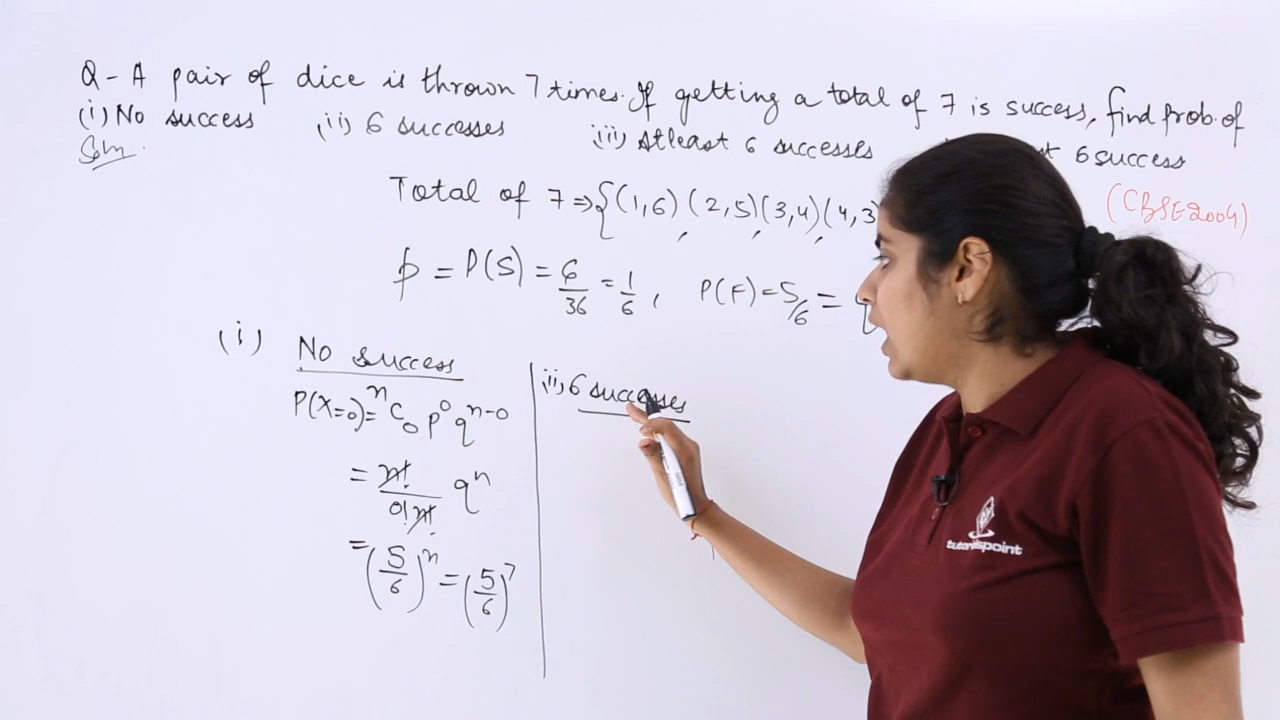 Q - A pair of dice is thrown 7 times. If getting a total of 7 is success, find Prob. of
(i) No success (ii) 6 successes (iii) Atleast 6 successes 6 success
Soln.
Total of 7 ⇒ { (1,6) (2,5) (3,4) (4,3)
(CBSE 2004)
p = P(S) = 6/36 = 1/6 , P(F) = 5/6 = q
(i) No success
(ii) 6 successes
P(X=0) = ⁿC₀ p⁰ qⁿ⁻⁰
= n!/0!n! qⁿ
= (5/6)ⁿ = (5/6)⁷
tutorialspoint